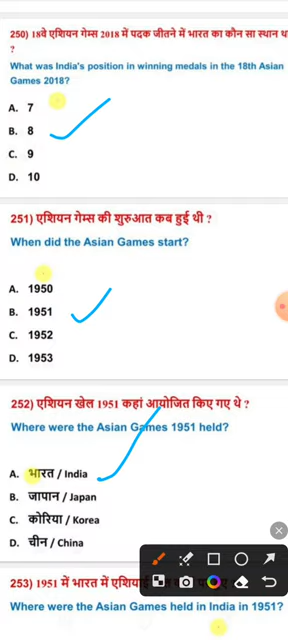 250) 18वे एशियन गेम्स 2018 में पदक जीतने में भारत का कौन सा स्थान था
?
What was India's position in winning medals in the 18th Asian
Games 2018?
A. 7
B. 8
C. 9
D. 10
251) एशियन गेम्स की शुरुआत कब हुई थी ?
When did the Asian Games start?
A. 1950
B. 1951
C. 1952
D. 1953
252) एशियन खेल 1951 कहां आयोजित किए गए थे ?
Where were the Asian Games 1951 held?
A. भारत / India
B. जापान / Japan
C. कोरिया / Korea
D. चीन / China
253) 1951 में भारत में एशियाई
Where were the Asian Games held in India in 1951?